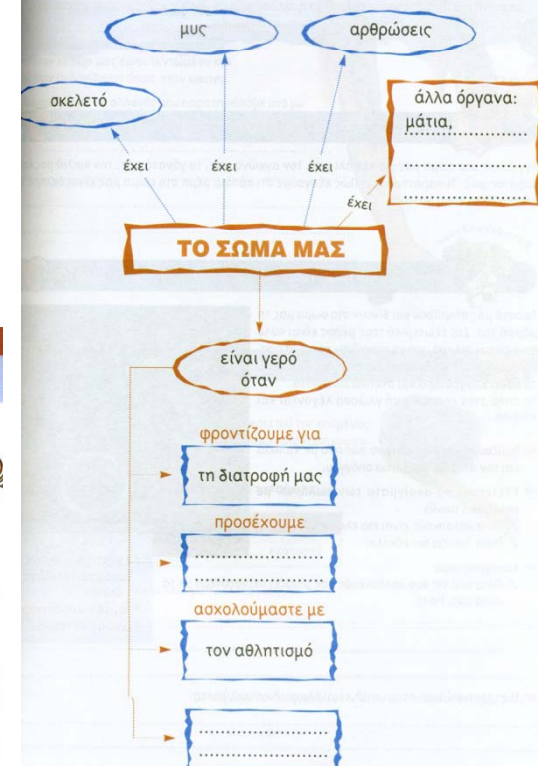 μυς
αρθρώσεις
σκελετό
άλλα όργανα:
μάτια,
έχει
έχει
έχει
έχει
ΤΟ ΣΩΜΑ ΜΑΣ
είναι γερό
όταν
φροντίζουμε για
τη διατροφή μας
προσέχουμε
ασχολούμαστε με
τον αθλητισμό